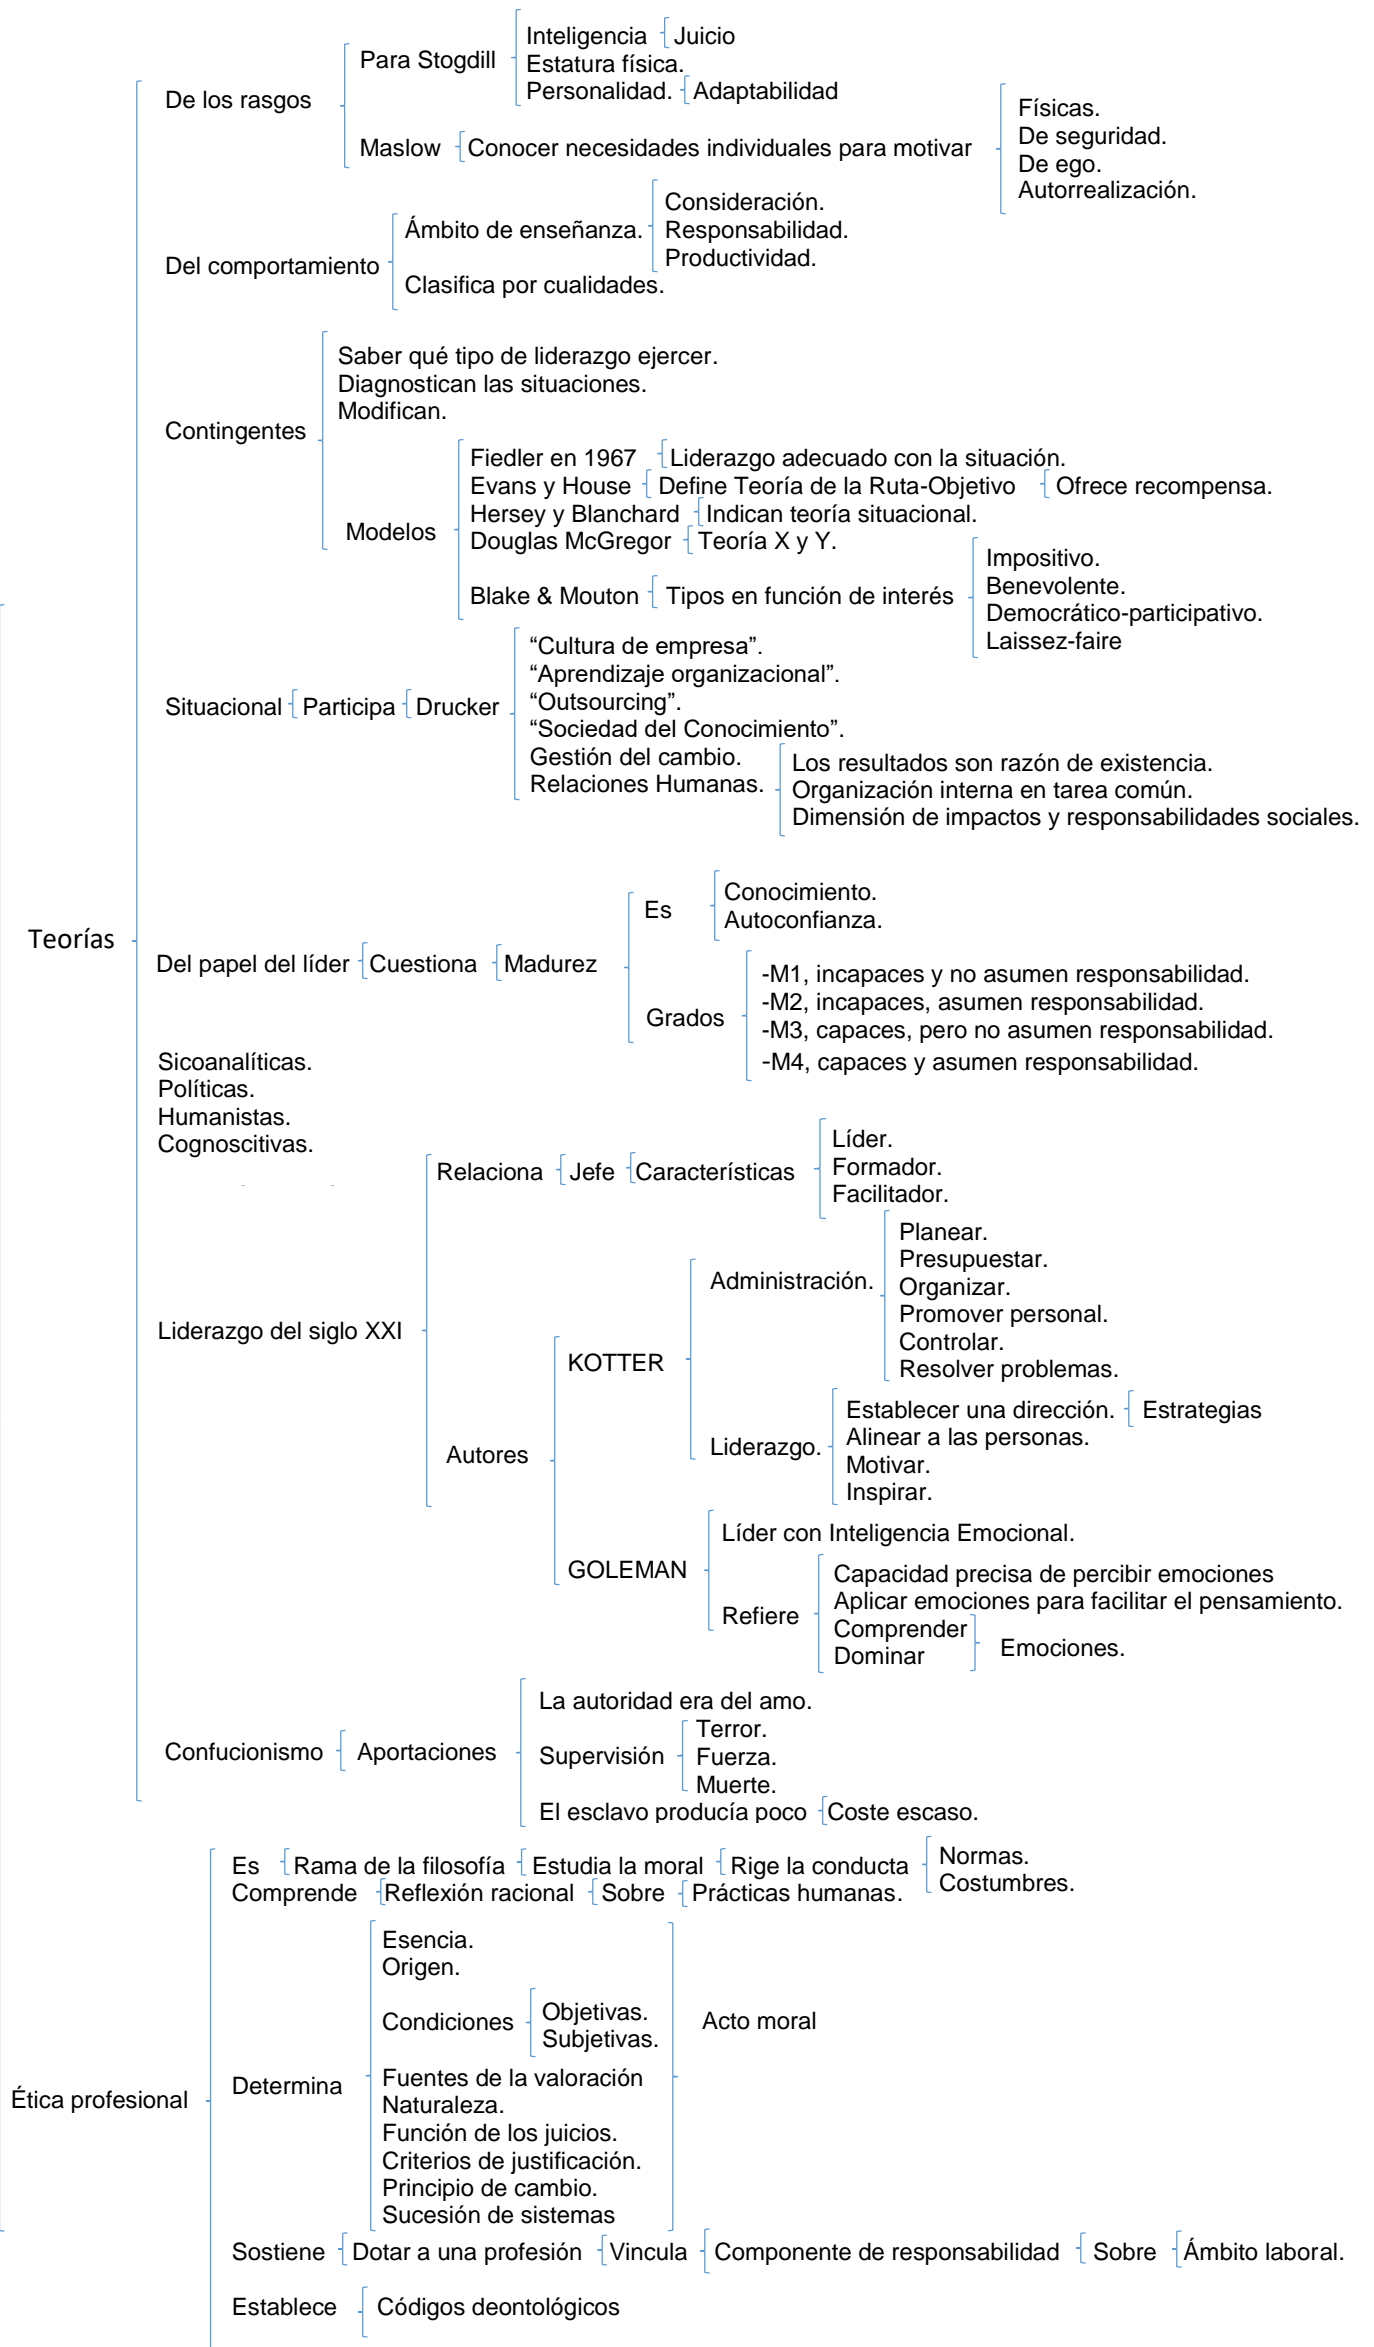 Teorías
De los rasgos
Para Stogdill
Inteligencia
Juicio
Estatura física.
Personalidad.
Adaptabilidad
Maslow
Conocer necesidades individuales para motivar
Físicas.
De seguridad.
De ego.
Autorrealización.
Del comportamiento
Ámbito de enseñanza.
Consideración.
Responsabilidad.
Productividad.
Clasifica por cualidades.
Contingentes
Saber qué tipo de liderazgo ejercer.
Diagnostican las situaciones.
Modifican.
Modelos
Fiedler en 1967
Liderazgo adecuado con la situación.
Evans y House
Define Teoría de la Ruta-Objetivo
Ofrece recompensa.
Hersey y Blanchard
Indican teoría situacional.
Douglas McGregor
Teoría X y Y.
Blake & Mouton
Tipos en función de interés
Impositivo.
Benevolente.
Democrático-participativo.
Laissez-faire
Situacional
Participa
Drucker
“Cultura de empresa”.
“Aprendizaje organizacional”.
“Outsourcing”.
“Sociedad del Conocimiento”.
Gestión del cambio.
Relaciones Humanas.
Los resultados son razón de existencia.
Organización interna en tarea común.
Dimensión de impactos y responsabilidades sociales.
Del papel del líder
Cuestiona
Madurez
Es
Conocimiento.
Autoconfianza.
Grados
-M1, incapaces y no asumen responsabilidad.
-M2, incapaces, asumen responsabilidad.
-M3, capaces, pero no asumen responsabilidad.
-M4, capaces y asumen responsabilidad.
Sicoanalíticas.
Políticas.
Humanistas.
Cognoscitivas.
Liderazgo del siglo XXI
Relaciona
Jefe
Características
Líder.
Formador.
Facilitador.
Autores
KOTTER
Administración.
Planear.
Presupuestar.
Organizar.
Promover personal.
Controlar.
Resolver problemas.
Liderazgo.
Establecer una dirección.
Estrategias
Alinear a las personas.
Motivar.
Inspirar.
GOLEMAN
Líder con Inteligencia Emocional.
Refiere
Capacidad precisa de percibir emociones
Aplicar emociones para facilitar el pensamiento.
Comprender
Dominar
Emociones.
Confucionismo
Aportaciones
La autoridad era del amo.
Supervisión
Terror.
Fuerza.
Muerte.
El esclavo producía poco
Coste escaso.
Ética profesional
Es
Rama de la filosofía
Estudia la moral
Rige la conducta
Normas.
Costumbres.
Comprende
Reflexión racional
Sobre
Prácticas humanas.
Determina
Esencia.
Origen.
Condiciones
Objetivas.
Subjetivas.
Fuentes de la valoración
Naturaleza.
Función de los juicios.
Criterios de justificación.
Principio de cambio.
Sucesión de sistemas
Acto moral
Sostiene
Dotar a una profesión
Vincula
Componente de responsabilidad
Sobre
Ámbito laboral.
Establece
Códigos deontológicos